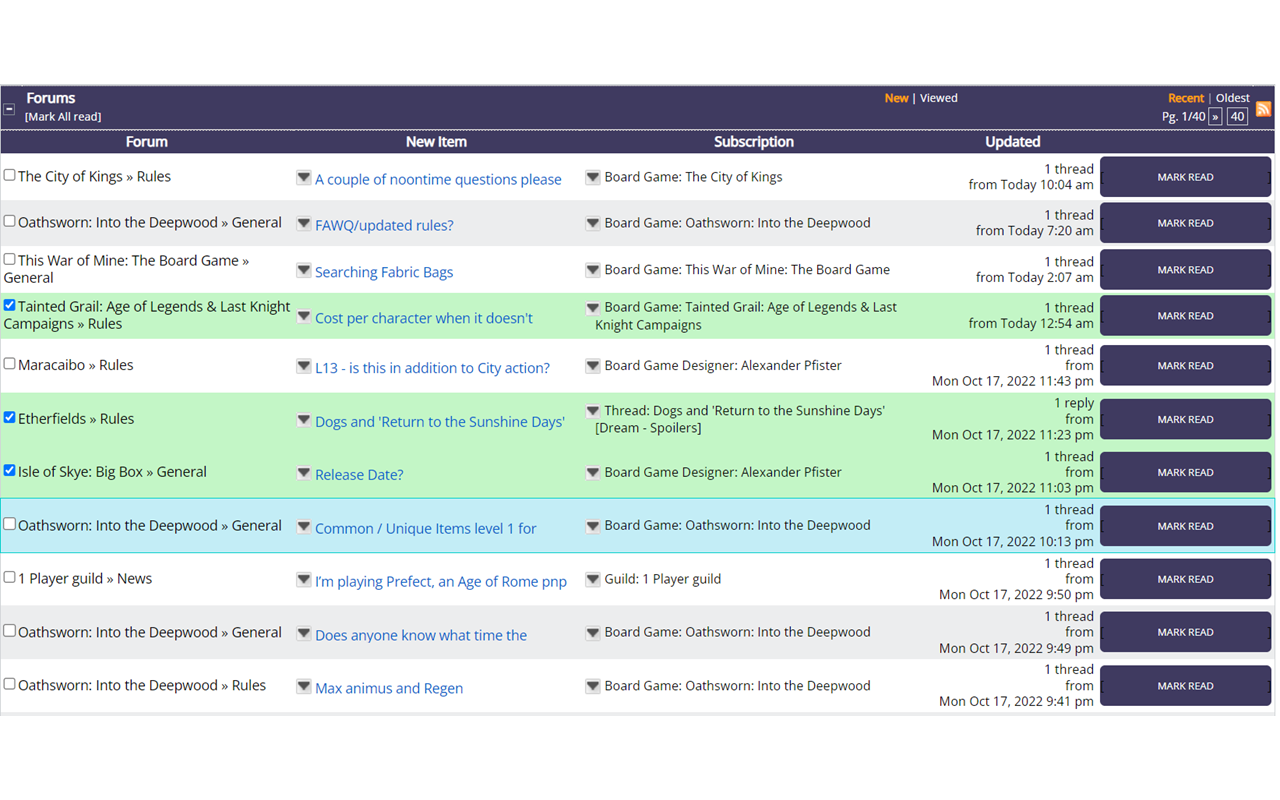 Forums
New | Viewed
Recent | Oldest
[Mark All read]
Pg. 1/40 » 40
Forum New Item Subscription Updated
The City of Kings » Rules
A couple of noontime questions please
Board Game: The City of Kings
1 thread
from Today 10:04 am
MARK READ
Oathsworn: Into the Deepwood » General
FAWQ/updated rules?
Board Game: Oathsworn: Into the Deepwood
1 thread
from Today 7:20 am
MARK READ
This War of Mine: The Board Game »
General
Searching Fabric Bags
Board Game: This War of Mine: The Board Game
1 thread
from Today 2:07 am
MARK READ
Tainted Grail: Age of Legends & Last Knight
Campaigns » Rules
Cost per character when it doesn't
Board Game: Tainted Grail: Age of Legends & Last
Knight Campaigns
1 thread
from Today 12:54 am
MARK READ
Maracaibo » Rules
L13 - is this in addition to City action?
Board Game Designer: Alexander Pfister
1 thread
from
Mon Oct 17, 2022 11:43 pm
MARK READ
Etherfields » Rules
Dogs and 'Return to the Sunshine Days'
Thread: Dogs and 'Return to the Sunshine Days'
[Dream - Spoilers]
1 reply
from
Mon Oct 17, 2022 11:23 pm
MARK READ
Isle of Skye: Big Box » General
Release Date?
Board Game Designer: Alexander Pfister
1 thread
from
Mon Oct 17, 2022 11:03 pm
MARK READ
Oathsworn: Into the Deepwood » General
Common / Unique Items level 1 for
Board Game: Oathsworn: Into the Deepwood
1 thread
from
Mon Oct 17, 2022 10:13 pm
MARK READ
1 Player guild » News
I'm playing Prefect, an Age of Rome pnp
Guild: 1 Player guild
1 thread
from
Mon Oct 17, 2022 9:50 pm
MARK READ
Oathsworn: Into the Deepwood » General
Does anyone know what time the
Board Game: Oathsworn: Into the Deepwood
1 thread
from
Mon Oct 17, 2022 9:49 pm
MARK READ
Oathsworn: Into the Deepwood » Rules
Max animus and Regen
Board Game: Oathsworn: Into the Deepwood
1 thread
from
Mon Oct 17, 2022 9:41 pm
MARK READ